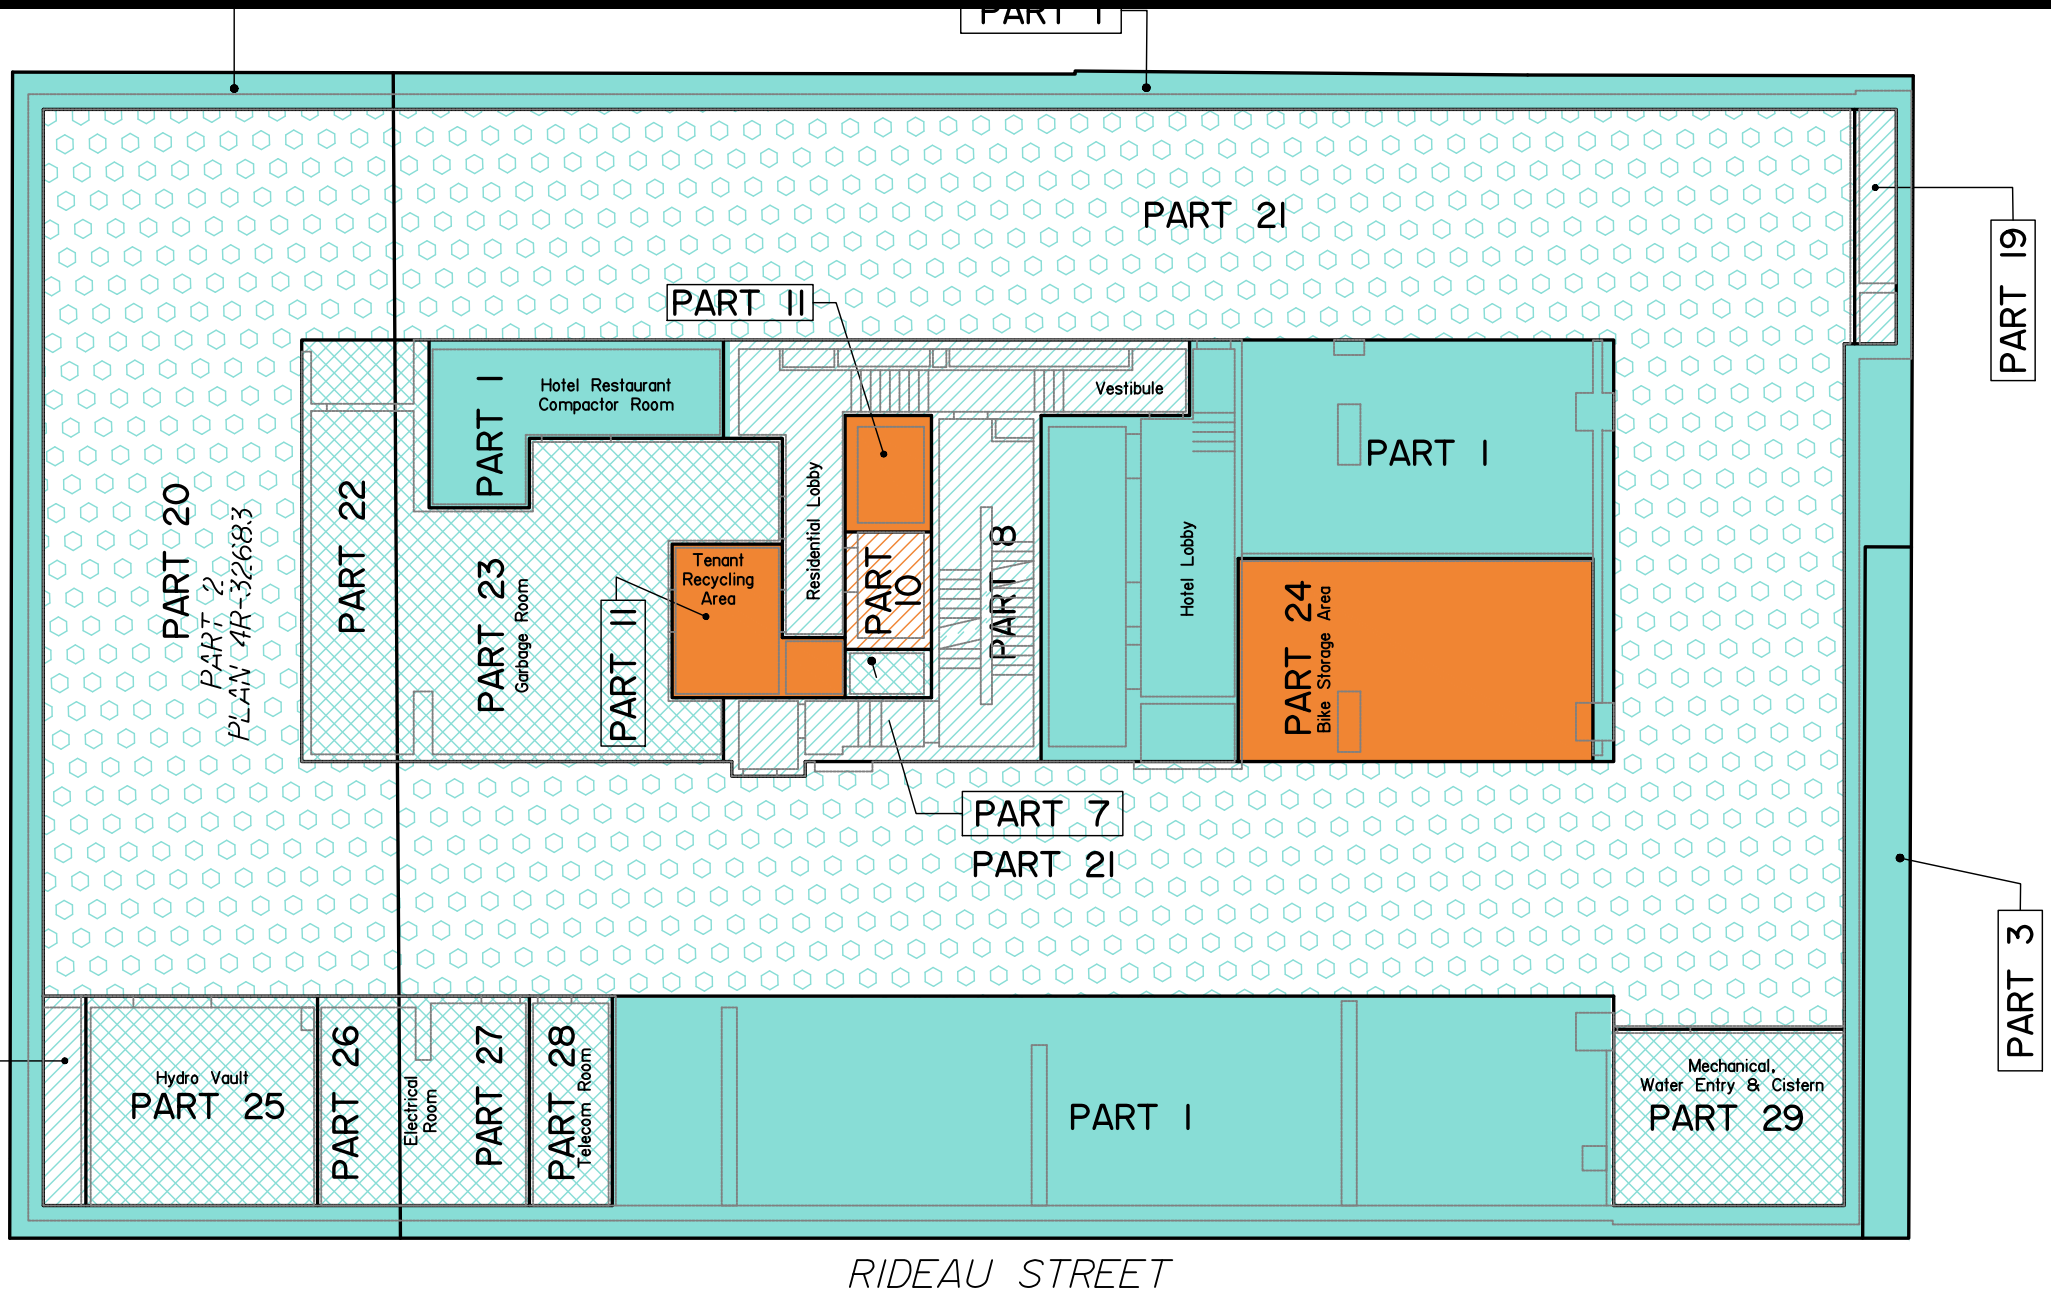 PART 1
PART 21
PART 19
PART 11
PART 1
Hotel Restaurant
Compactor Room
Vestibule
PART 1
PART 20
PART 2
PLAN 4R-32683
PART 22
PART 23
Garbage Room
Tenant
Recycling
Area
PART 11
Residential Lobby
PART
10
PART 8
Hotel Lobby
PART 24
Bike Storage Area
PART 7
PART 21
PART 3
Hydro Vault
PART 25
PART 26
Electrical
Room
PART 27
PART 28
Telecom Room
PART 1
Mechanical,
Water Entry & Cistern
PART 29
RIDEAU STREET